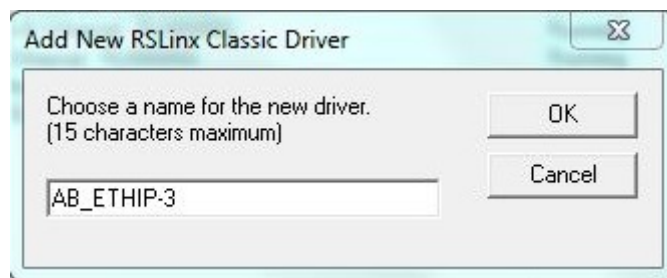 Add New RSLinx Classic Driver
Choose a name for the new driver.
(15 characters maximum)
OK
Cancel
AB_ETHIP-3